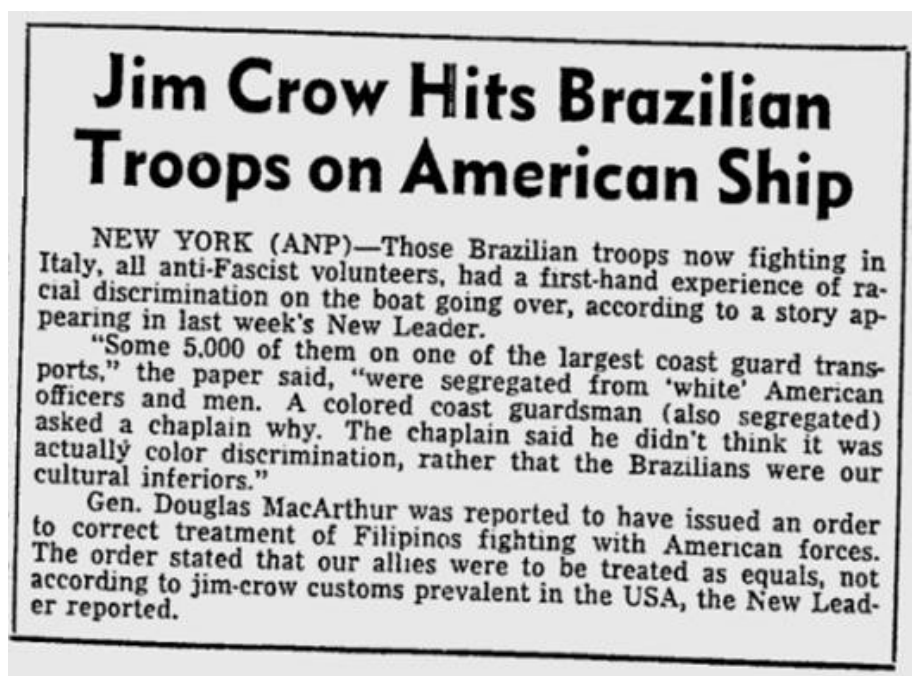 Jim Crow Hits Brazilian
Troops on American Ship
NEW YORK (ANP)—Those Brazilian troops now fighting in
Italy, all anti-Fascist volunteers, had a first-hand experience of ra-
cial discrimination on the boat going over, according to a story ap-
pearing in last week's New Leader.
"Some 5,000 of them on one of the largest coast guard trans-
ports," the paper said, "were segregated from 'white' American
officers and men. A colored coast guardsman (also segregated)
asked a chaplain why. The chaplain said he didn't think it was
actually color discrimination, rather that the Brazilians were our
cultural inferiors."
Gen. Douglas MacArthur was reported to have issued an order
to correct treatment of Filipinos fighting with American forces.
The order stated that our allies were to be treated as equals, not
according to jim-crow customs prevalent in the USA, the New Lead-
er reported.